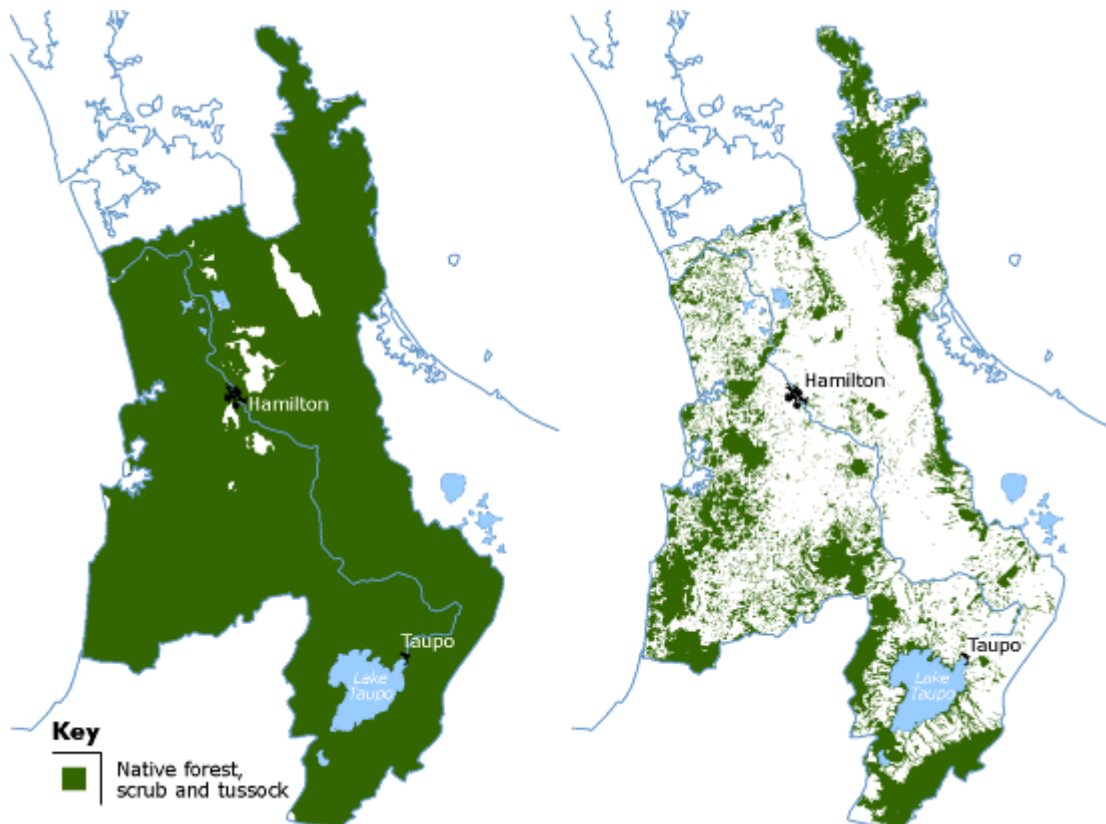 Hamilton
Taupo
Lake
Taupo
Key
Native forest,
scrub and tussock
Hamilton
Taupo
Lake
Taupo